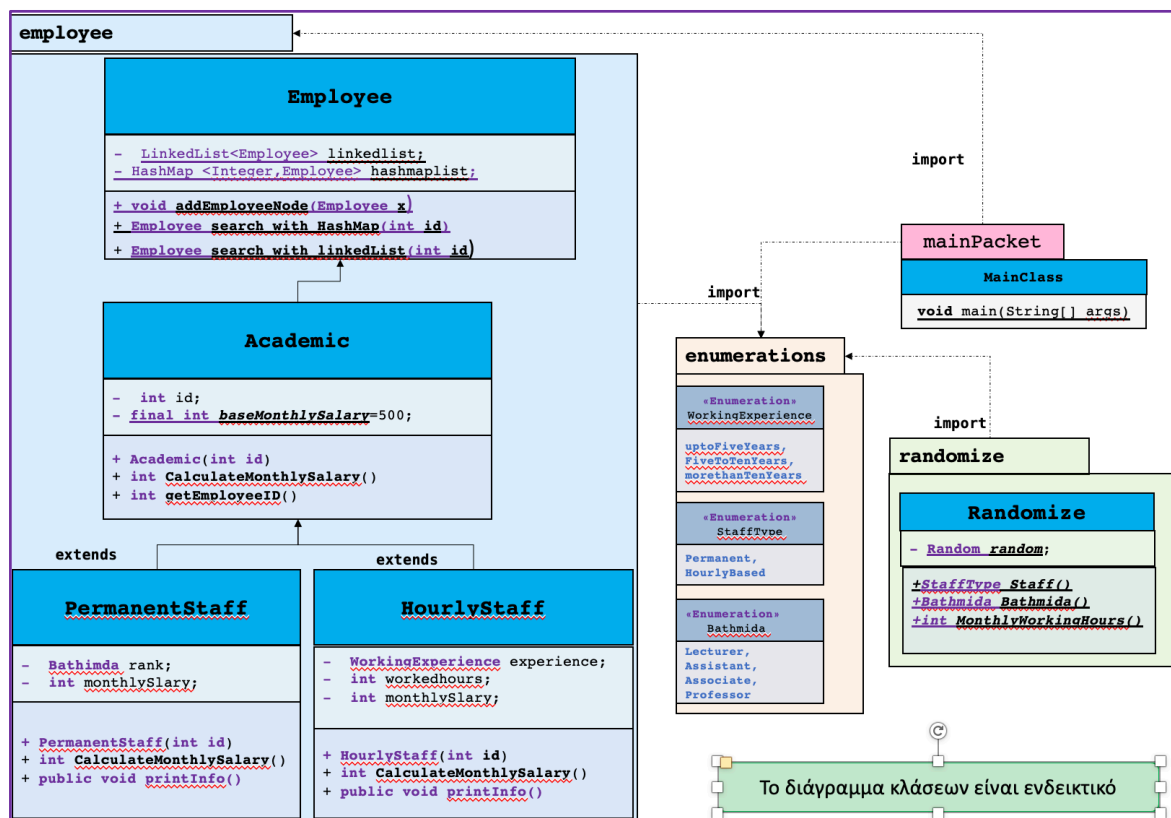 employee
Employee
- LinkedList<Employee> linkedlist;
- HashMap <Integer,Employee> hashmaplist;
+ void addEmployeeNode(Employee x)
+ Employee search with HashMap(int id)
+ Employee search with linkedList(int id)
Academic
- int id;
- final int baseMonthlySalary=500;
+ Academic(int id)
+ int CalculateMonthlySalary()
+ int getEmployeeID()
extends
extends
PermanentStaff
- Bathimda rank;
- int monthlySlary;
+ PermanentStaff(int id)
+ int CalculateMonthlySalary()
+ public void printInfo()
HourlyStaff
- WorkingExperience experience;
- int workedhours;
- int monthlySlary;
+ HourlyStaff(int id)
+ int CalculateMonthlySalary()
+ public void printInfo()
import
mainPacket
MainClass
void main(String[] args)
import
enumerations
«Enumeration»
WorkingExperience
uptoFiveYears,
FiveToTenYears,
morethanTenYears
«Enumeration»
StaffType
Permanent,
HourlyBased
«Enumeration»
Bathmida
Lecturer,
Assistant,
Associate,
Professor
import
randomize
Randomize
- Random random;
+StaffType Staff()
+Bathmida Bathmida()
+int MonthlyWorkingHours()
Το διάγραμμα κλάσεων είναι ενδεικτικό